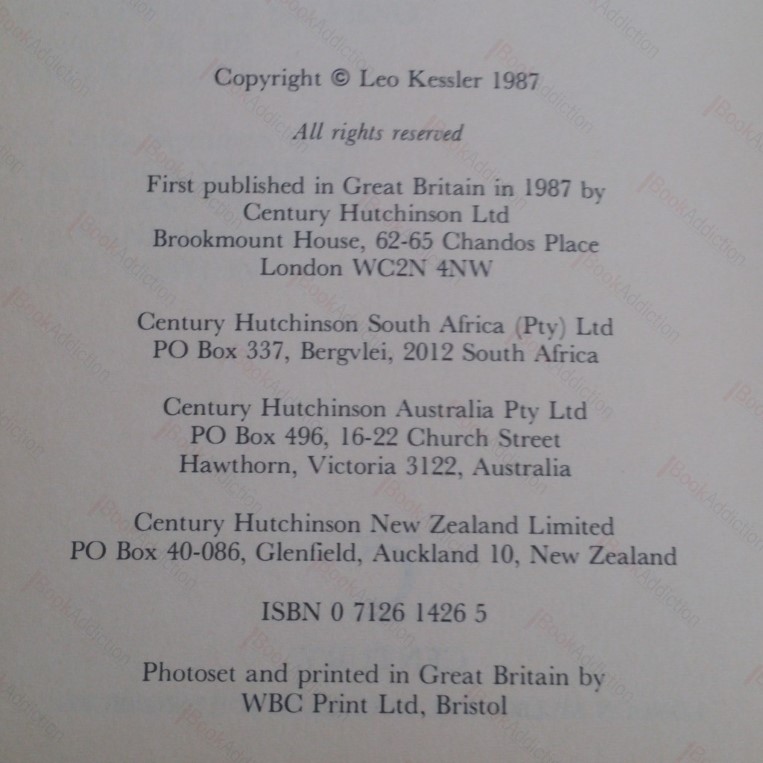 Copyright © Leo Kessler 1987
All rights reserved
First published in Great Britain in 1987 by
Century Hutchinson Ltd
Brookmount House, 62-65 Chandos Place
London WC2N 4NW
Century Hutchinson South Africa (Pty) Ltd
PO Box 337, Bergvlei, 2012 South Africa
Century Hutchinson Australia Pty Ltd
PO Box 496, 16-22 Church Street
Hawthorn, Victoria 3122, Australia
Century Hutchinson New Zealand Limited
PO Box 40-086, Glenfield, Auckland 10, New Zealand
ISBN 0 7126 1426 5
Photoset and printed in Great Britain by
WBC Print Ltd, Bristol